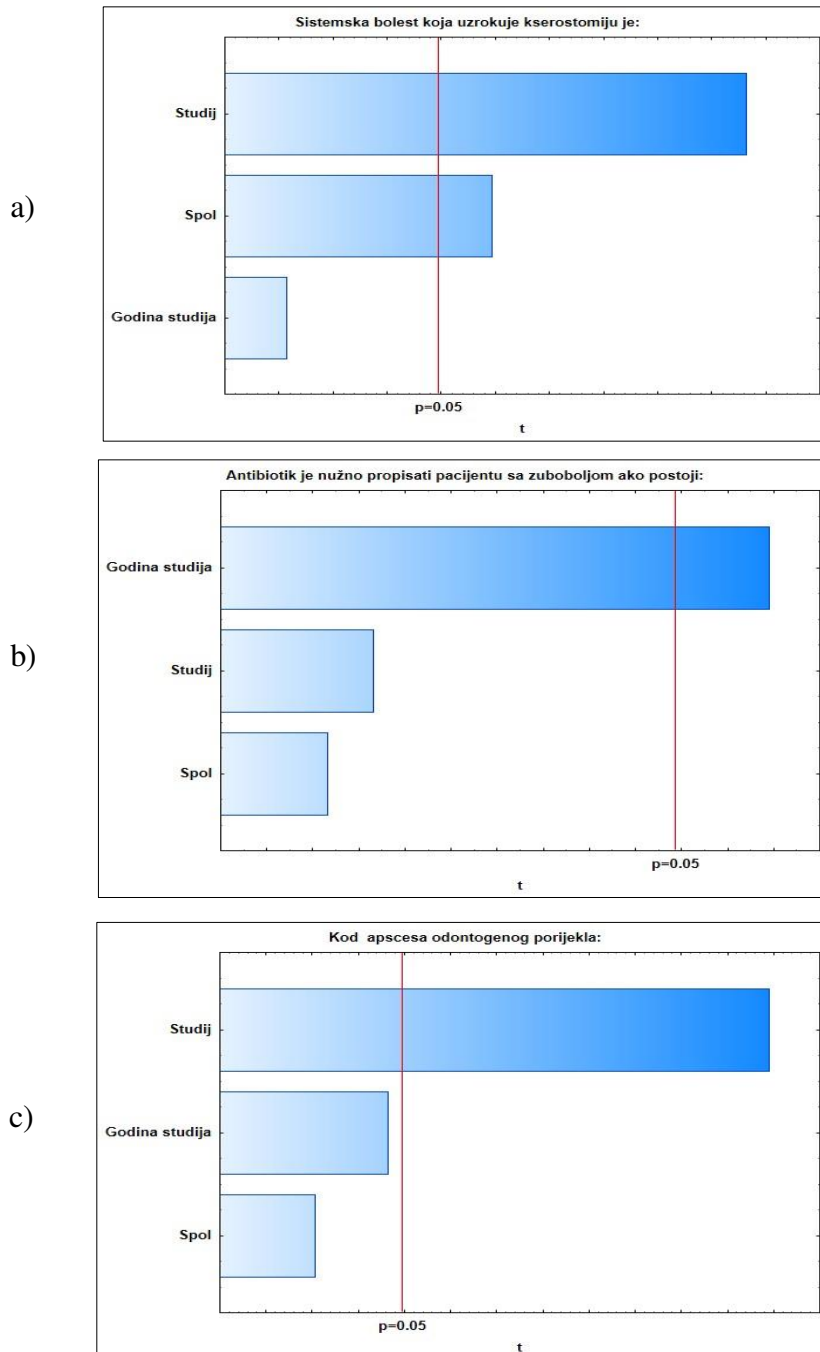 a)
Sistemska bolest koja uzrokuje kserostomiju je:
Studij
Spol
Godina studija
p=0.05
t
b)
Antibiotik je nužno propisati pacijentu sa zuboboljom ako postoji:
Godina studija
Studij
Spol
p=0.05
t
c)
Kod apscesa odontogenog porijekla:
Studij
Godina studija
Spol
p=0.05
t